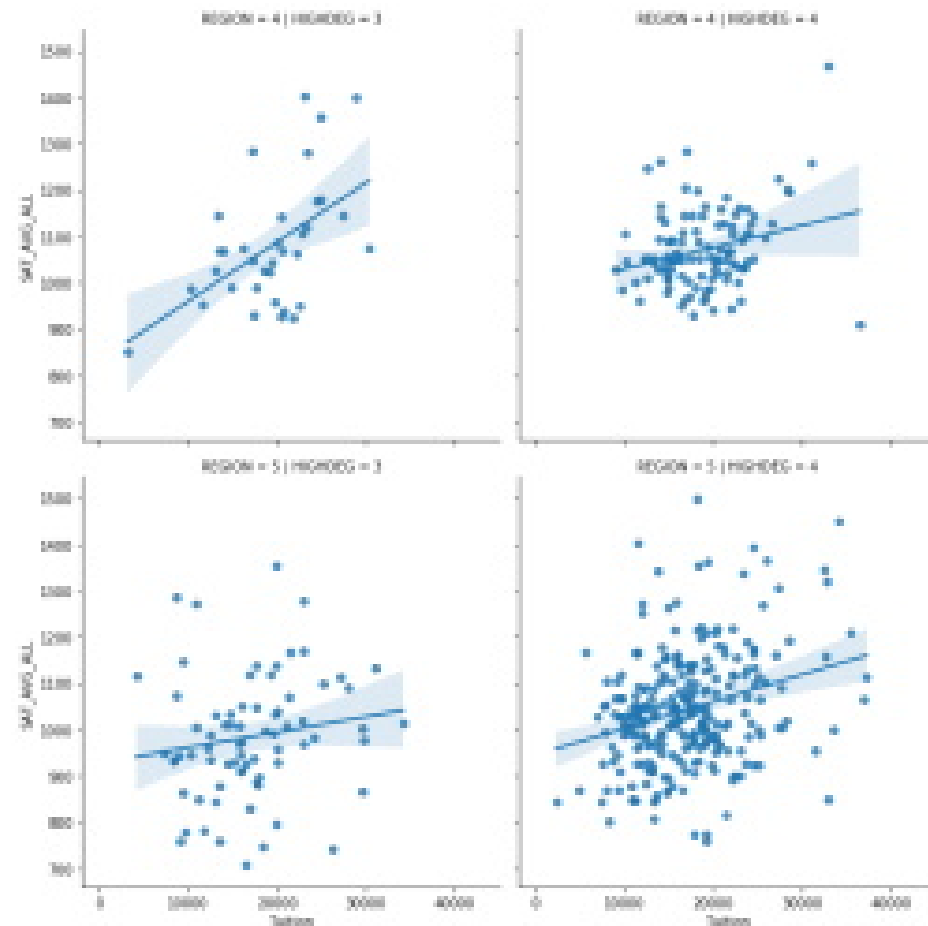 REGION = 4 | HIGHDEG = 3
REGION = 4 | HIGHDEG = 4
1500
1400
1300
1200
1100
1000
900
800
700
SAT_AVG_ALL
REGION = 5 | HIGHDEG = 3
REGION = 5 | HIGHDEG = 4
1500
1400
1300
1200
1100
1000
900
800
700
SAT_AVG_ALL
0 10000 20000 30000 40000
0 10000 20000 30000 40000
Tuition
Tuition